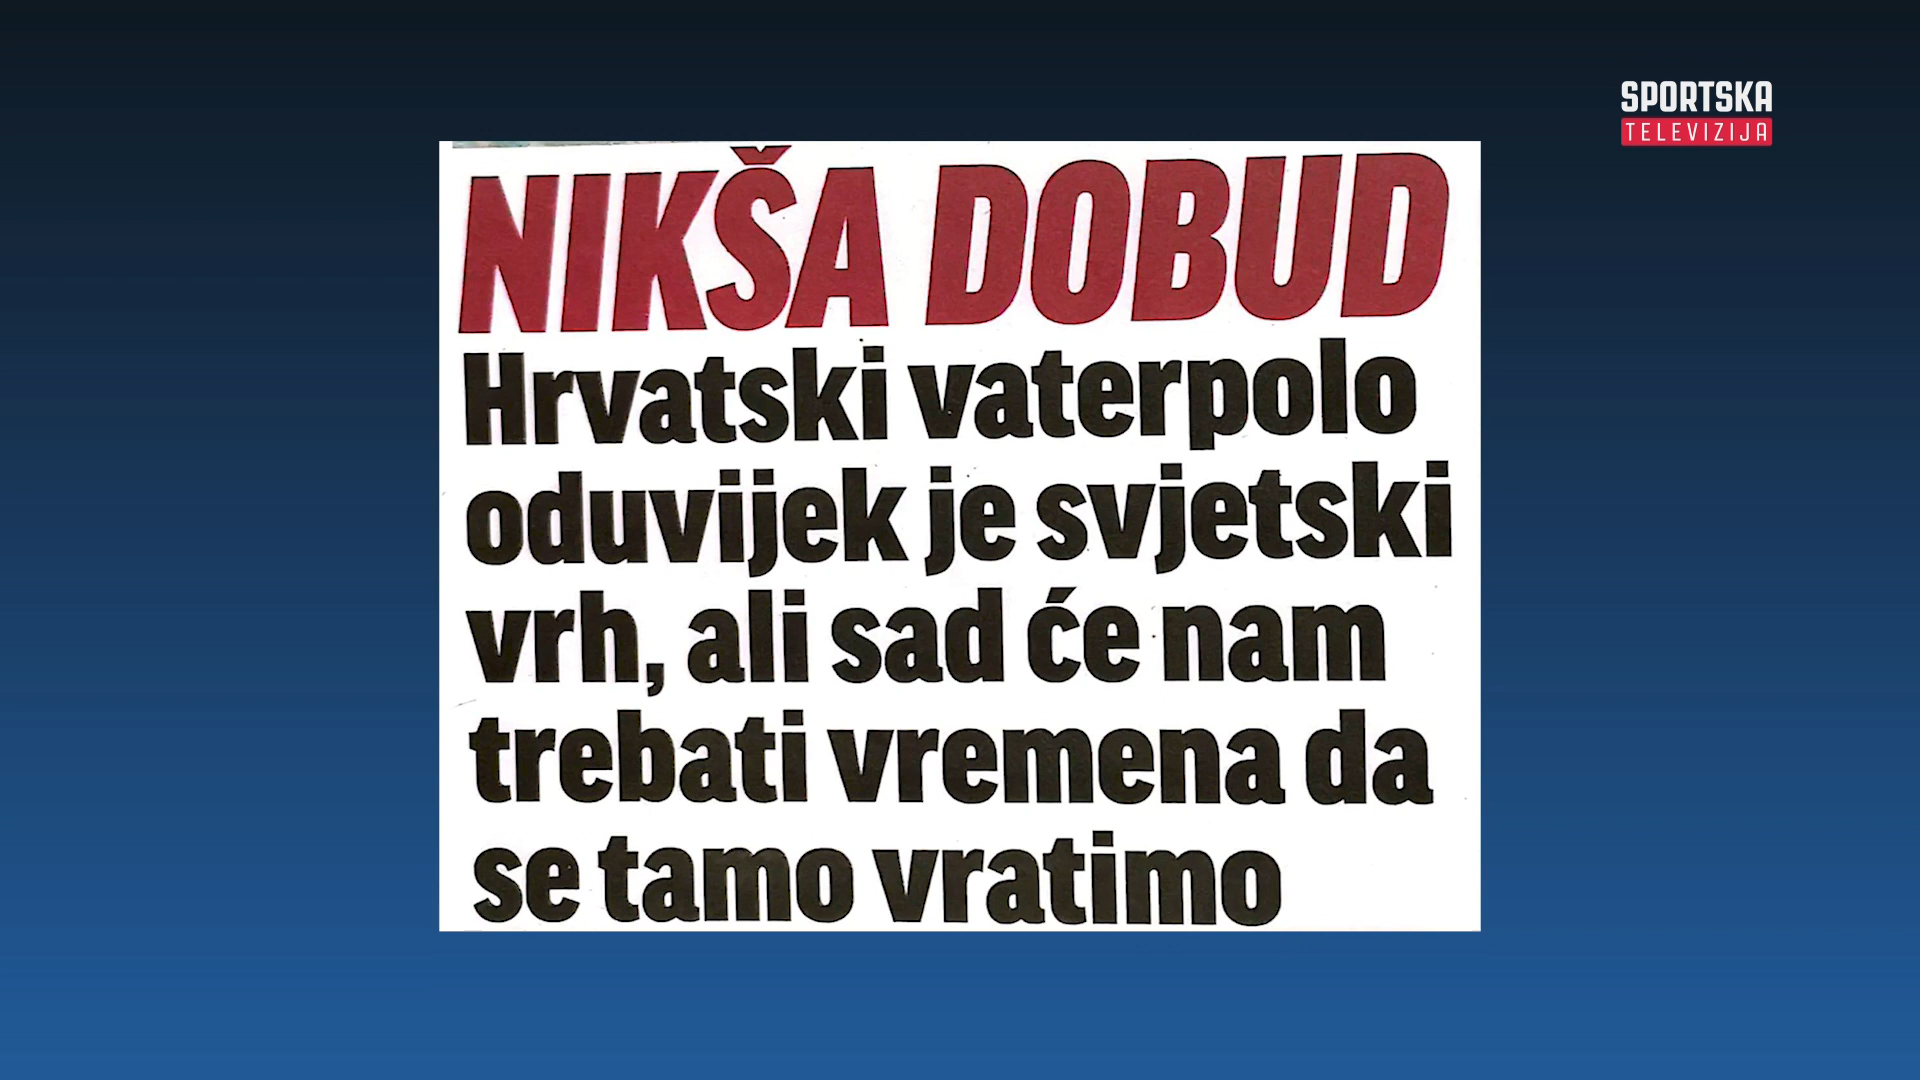 SPORTSKA
TELEVIZIJA
NIKŠA DOBUD
Hrvatski vaterpolo
oduvijek je svjetski
vrh, ali sad će nam
trebati vremena da
se tamo vratimo